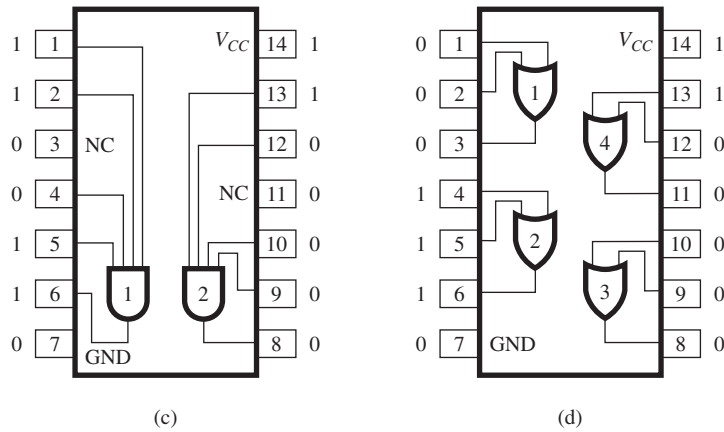 1 1 V_CC 14 1 0 1 V_CC 14 1
1 2 13 1 0 2 1 13 1
0 3 NC 12 0 0 3 4 12 0
0 4 NC 11 0 1 4 11 0
1 5 10 0 1 5 2 10 0
1 6 1 2 9 0 1 6 3 9 0
0 7 GND 8 0 0 7 GND 8 0
(c) (d)